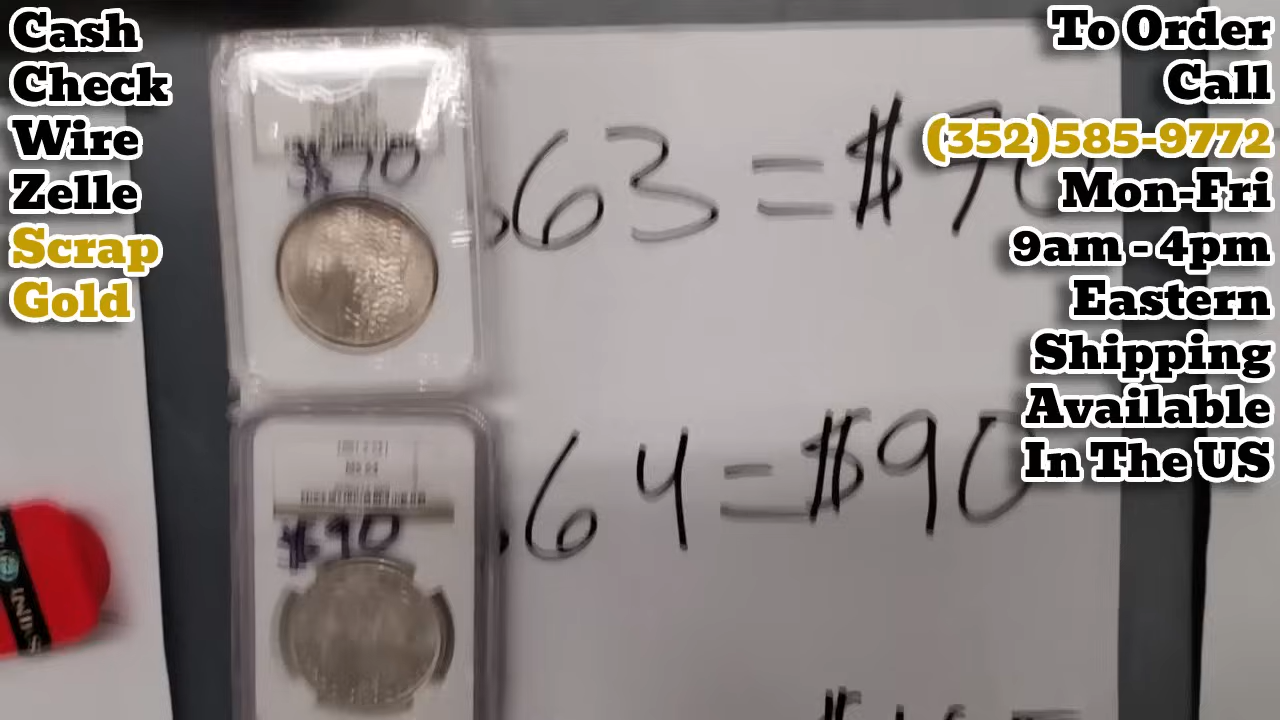 Cash
Check
Wire
Zelle
Scrap
Gold
To Order
Call
(352)585-9772
Mon-Fri
9am - 4pm
Eastern
Shipping
Available
In The US
$70
.63 = $70
MS 64
$90
.64 = $90